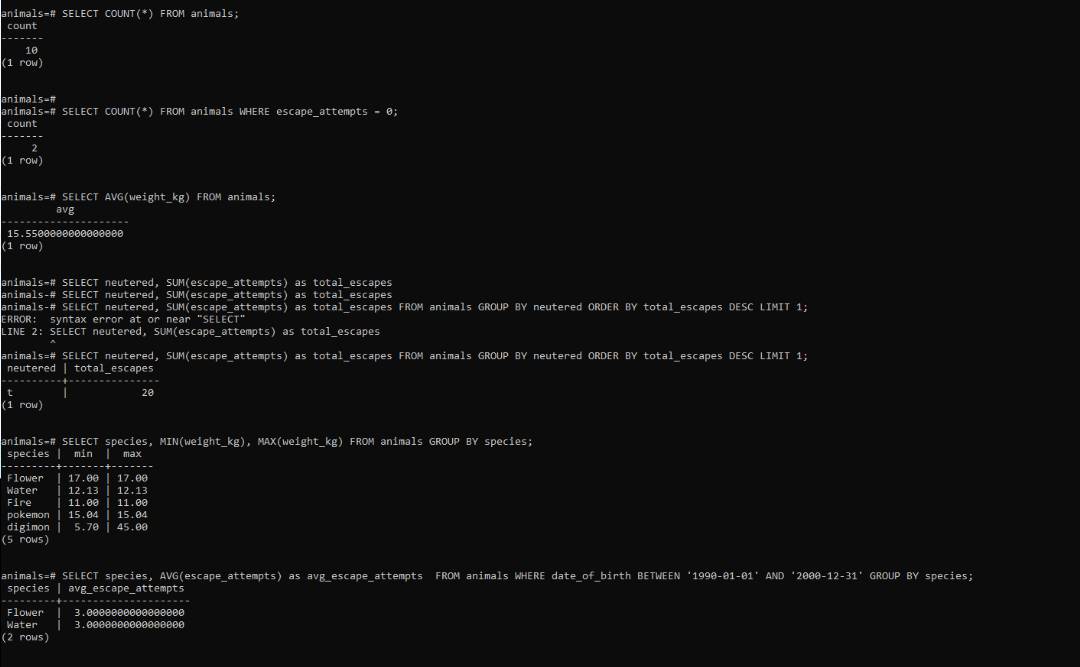 animals=# SELECT COUNT(*) FROM animals;
 count
-------
    10
(1 row)
animals=#
animals=# SELECT COUNT(*) FROM animals WHERE escape_attempts = 0;
 count
-------
     2
(1 row)
animals=# SELECT AVG(weight_kg) FROM animals;
         avg
---------------------
 15.5500000000000000
(1 row)
animals=# SELECT neutered, SUM(escape_attempts) as total_escapes
animals-# SELECT neutered, SUM(escape_attempts) as total_escapes
animals-# SELECT neutered, SUM(escape_attempts) as total_escapes FROM animals GROUP BY neutered ORDER BY total_escapes DESC LIMIT 1;
ERROR:  syntax error at or near "SELECT"
LINE 2: SELECT neutered, SUM(escape_attempts) as total_escapes
        ^
animals=# SELECT neutered, SUM(escape_attempts) as total_escapes FROM animals GROUP BY neutered ORDER BY total_escapes DESC LIMIT 1;
 neutered | total_escapes
----------+---------------
 t        |            20
(1 row)
animals=# SELECT species, MIN(weight_kg), MAX(weight_kg) FROM animals GROUP BY species;
 species |  min  |  max
---------+-------+-------
 Flower  | 17.00 | 17.00
 Water   | 12.13 | 12.13
 Fire    | 11.00 | 11.00
 pokemon | 15.04 | 15.04
 digimon |  5.70 | 45.00
(5 rows)
animals=# SELECT species, AVG(escape_attempts) as avg_escape_attempts  FROM animals WHERE date_of_birth BETWEEN '1990-01-01' AND '2000-12-31' GROUP BY species;
 species | avg_escape_attempts
---------+---------------------
 Flower  |  3.0000000000000000
 Water   |  3.0000000000000000
(2 rows)